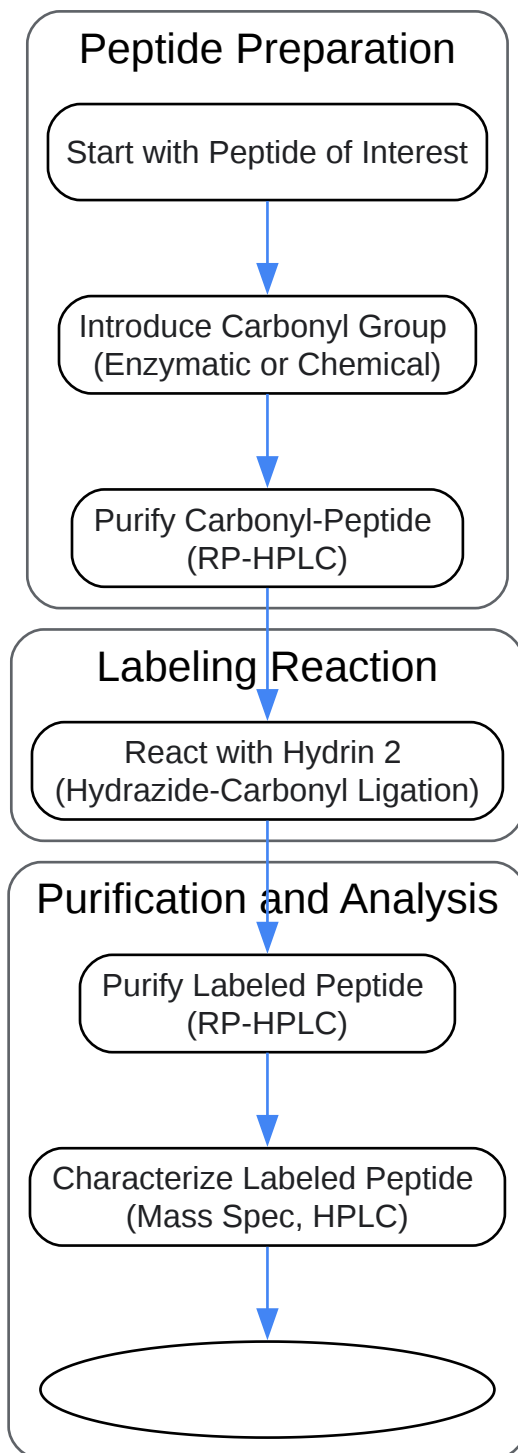 Peptide Preparation
Start with Peptide of Interest
Introduce Carbonyl Group
(Enzymatic or Chemical)
Purify Carbonyl-Peptide
(RP-HPLC)
Labeling Reaction
React with Hydrin 2
(Hydrazide-Carbonyl Ligation)
Purification and Analysis
Purify Labeled Peptide
(RP-HPLC)
Characterize Labeled Peptide
(Mass Spec, HPLC)